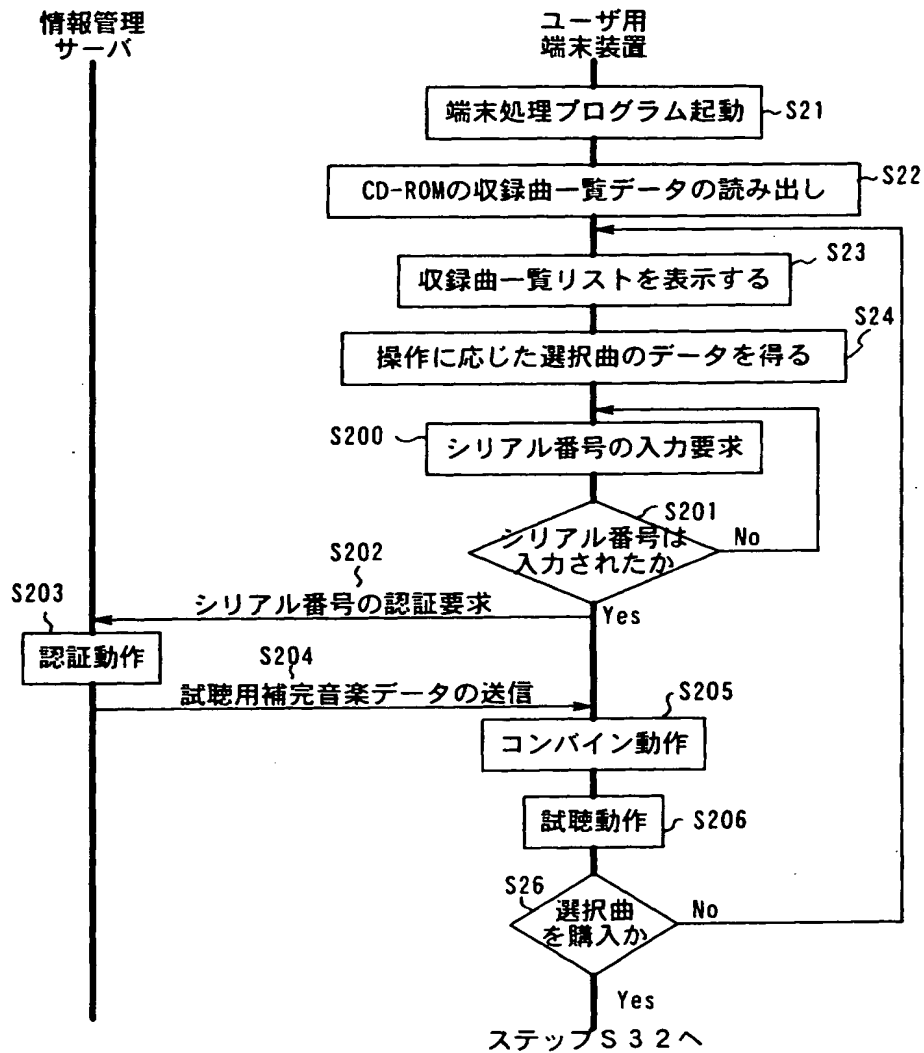 情報管理
サーバ
ユーザ用
端末装置
端末処理プログラム起動
S21
CD-ROMの収録曲一覧データの読み出し
S22
収録曲一覧リストを表示する
S23
操作に応じた選択曲のデータを得る
S24
S200
シリアル番号の入力要求
S201
シリアル番号は
入力されたか
No
Yes
S202
シリアル番号の認証要求
S203
認証動作
S204
試聴用補完音楽データの送信
S205
コンバイン動作
試聴動作
S206
S26
選択曲
を購入か
No
Yes
ステップS32へ